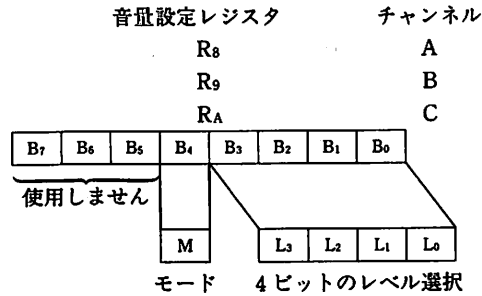 音量設定レジスタ チャンネル
R₈ A
R₉ B
R_A C
B₇ B₆ B₅ B₄ B₃ B₂ B₁ B₀
使用しません
M L₃ L₂ L₁ L₀
モード 4ビットのレベル選択